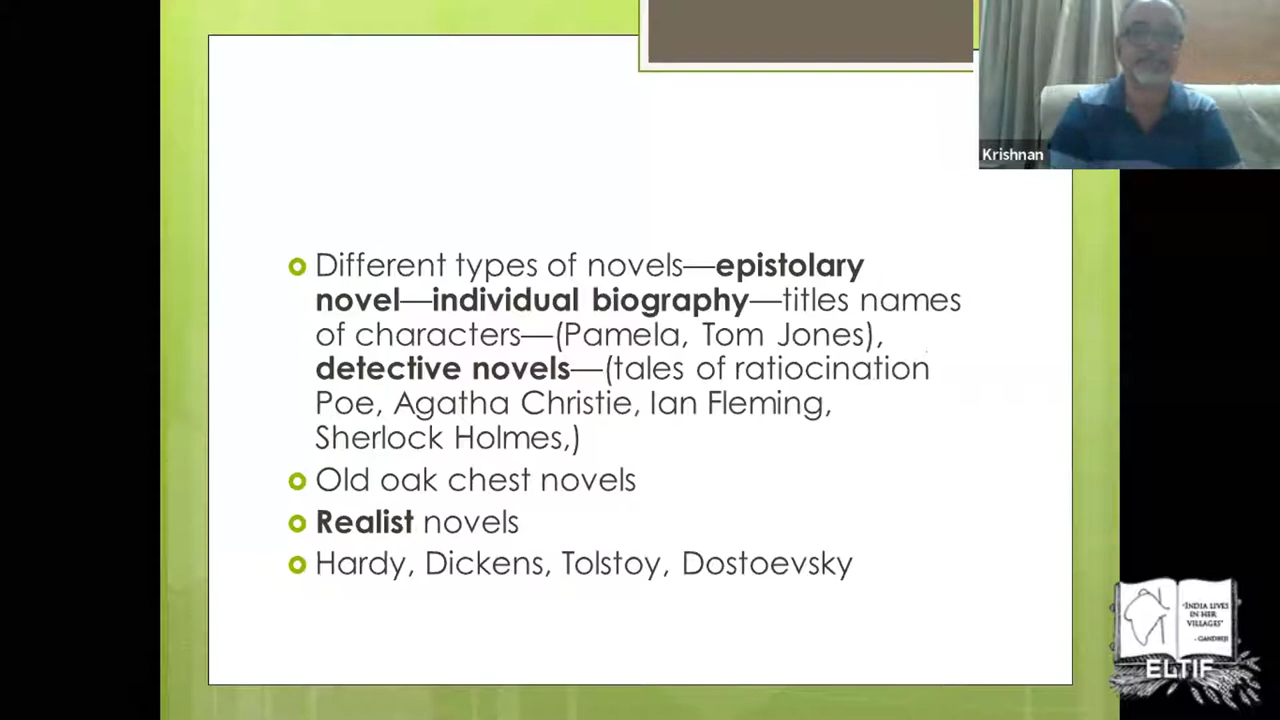 Krishnan
Different types of novels—epistolary
novel—individual biography—titles names
of characters—(Pamela, Tom Jones),
detective novels—(tales of ratiocination
Poe, Agatha Christie, Ian Fleming,
Sherlock Holmes,)
Old oak chest novels
Realist novels
Hardy, Dickens, Tolstoy, Dostoevsky
"INDIA LIVES
IN HER
VILLAGES"
- GANDHIJI
ELTIF